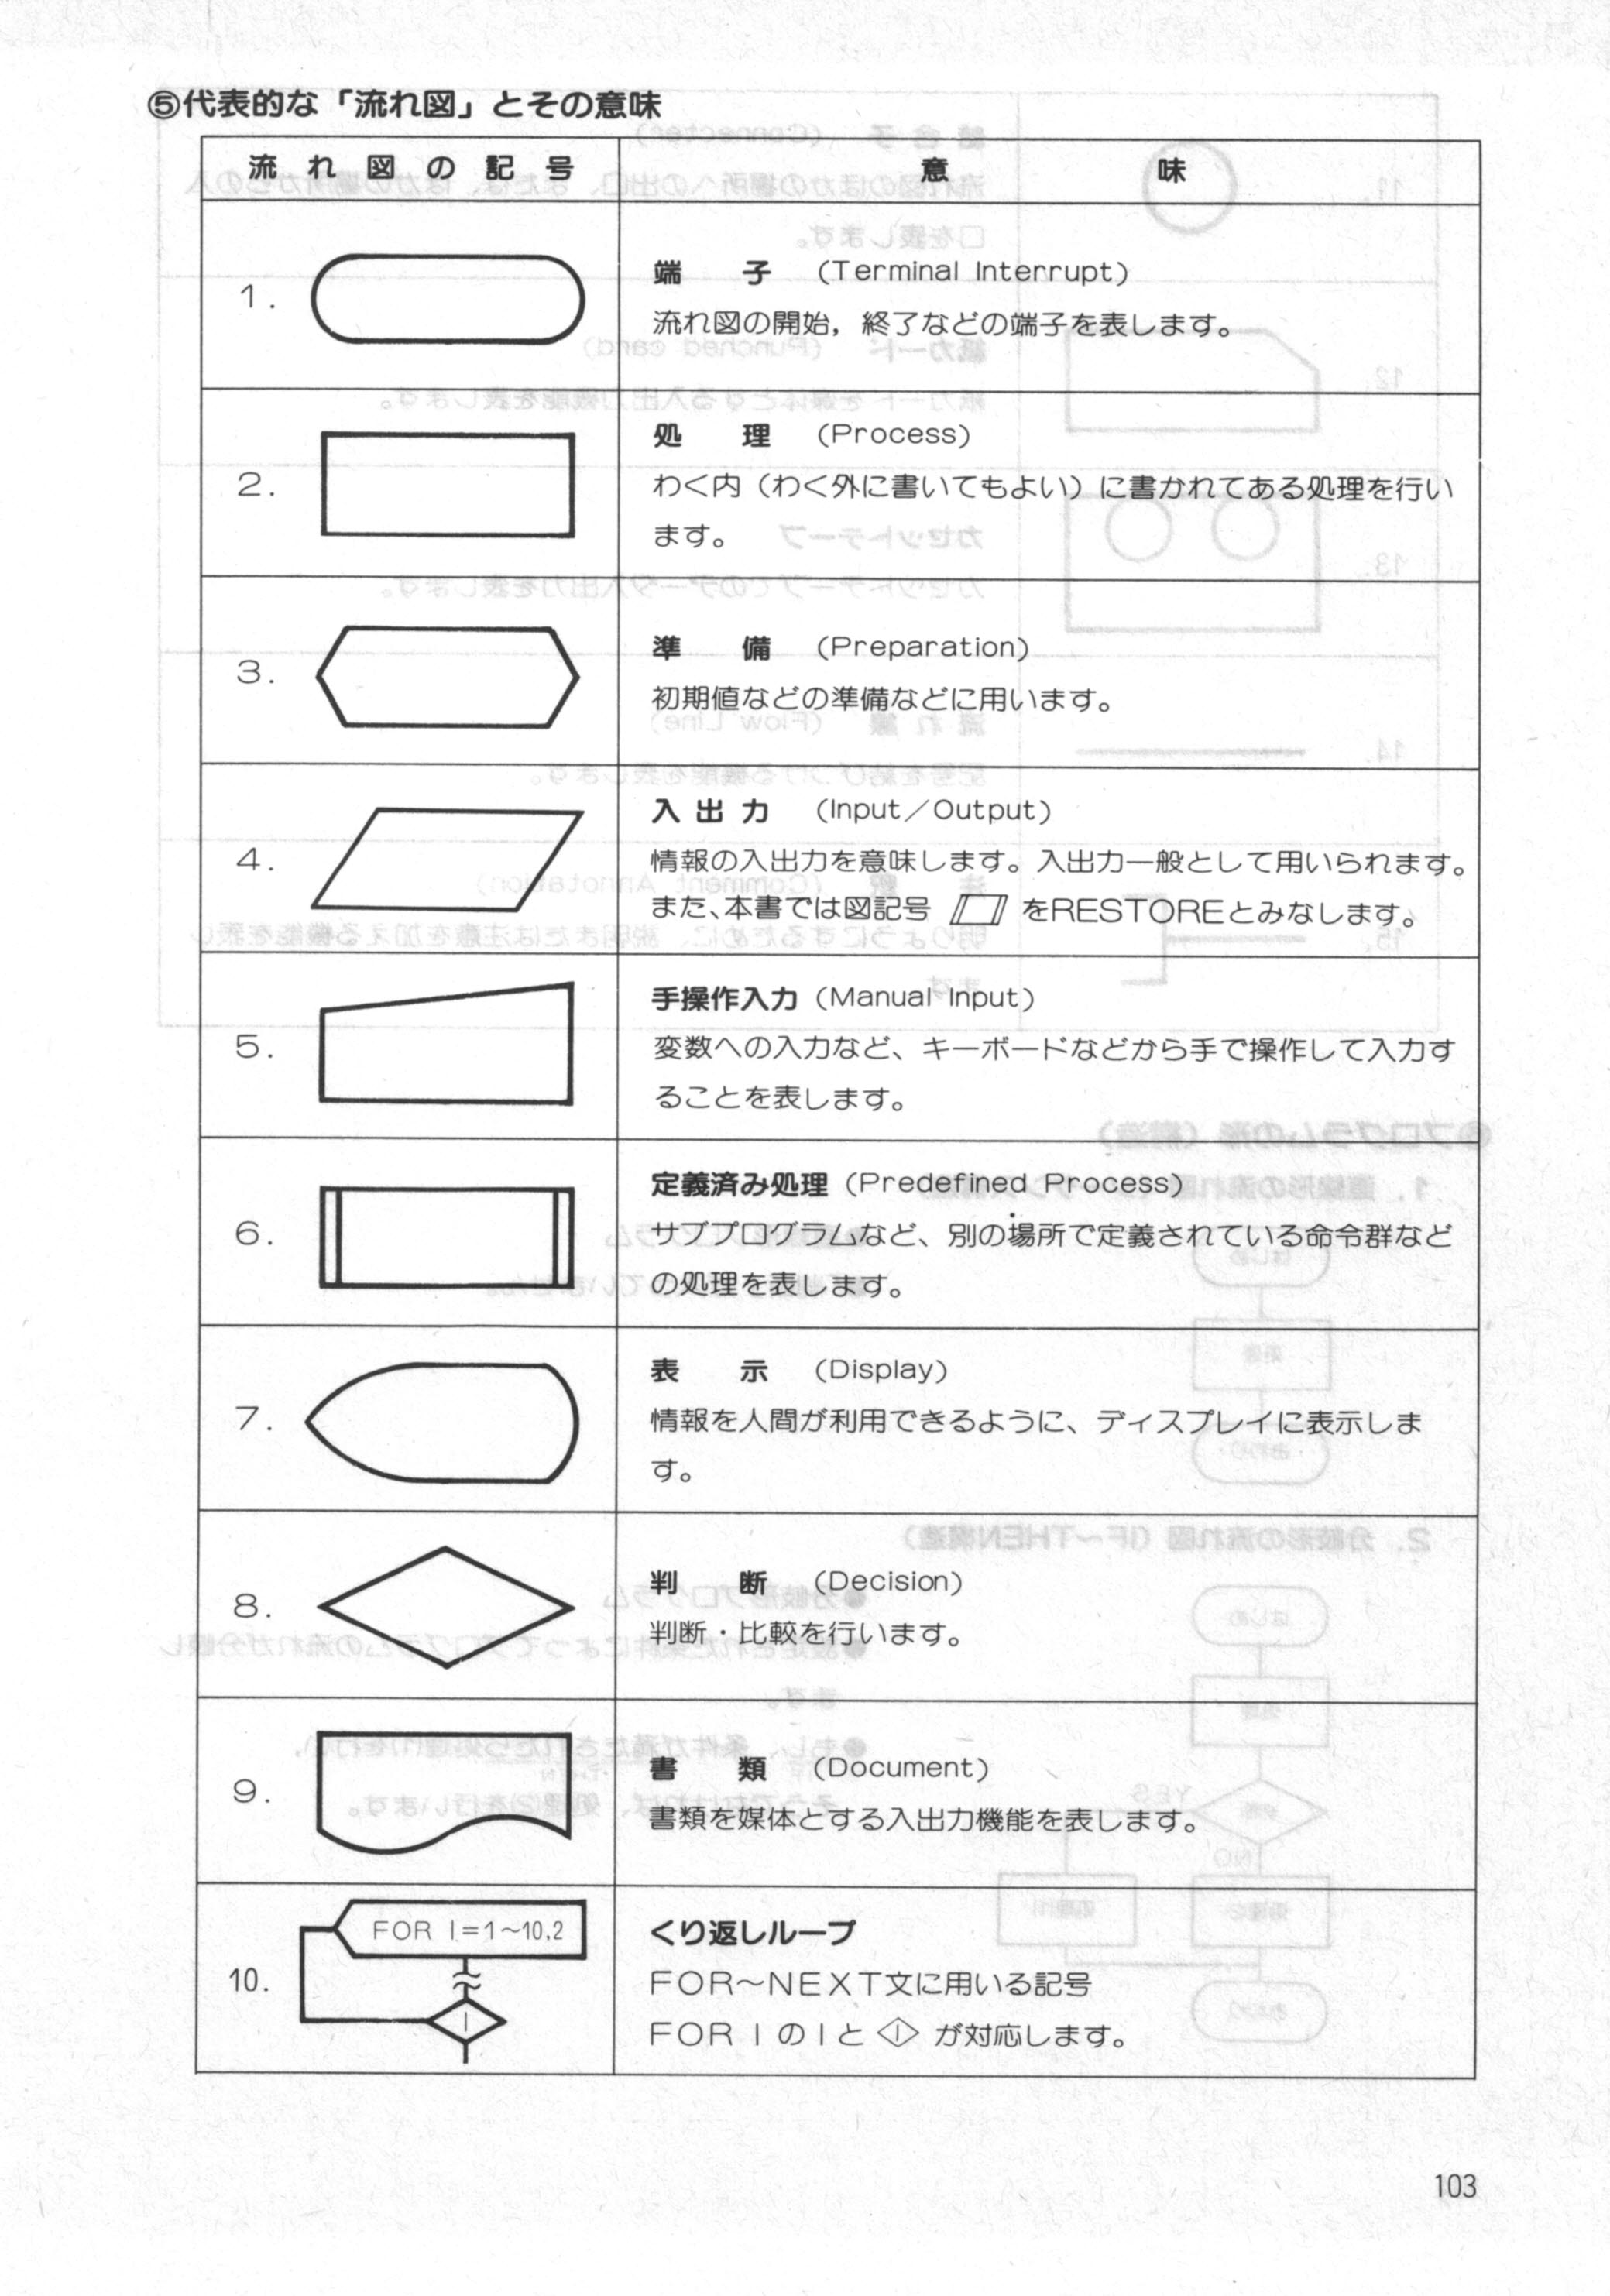 ⑤代表的な「流れ図」とその意味
流れ図の記号 意味
1. 端子 (Terminal Interrupt)
流れ図の開始，終了などの端子を表します。
2. 処理 (Process)
わく内（わく外に書いてもよい）に書かれてある処理を行い
ます。
3. 準備 (Preparation)
初期値などの準備などに用います。
4. 入出力 (Input／Output)
情報の入出力を意味します。入出力一般として用いられます。
また、本書では図記号 をRESTOREとみなします。
5. 手操作入力 (Manual Input)
変数への入力など、キーボードなどから手で操作して入力す
ることを表します。
6. 定義済み処理 (Predefined Process)
サブプログラムなど、別の場所で定義されている命令群など
の処理を表します。
7. 表示 (Display)
情報を人間が利用できるように、ディスプレイに表示しま
す。
8. 判断 (Decision)
判断・比較を行います。
9. 書類 (Document)
書類を媒体とする入出力機能を表します。
10. FOR I=1～10,2
I
くり返しループ
FOR～NEXT文に用いる記号
FOR I のIと I が対応します。
103